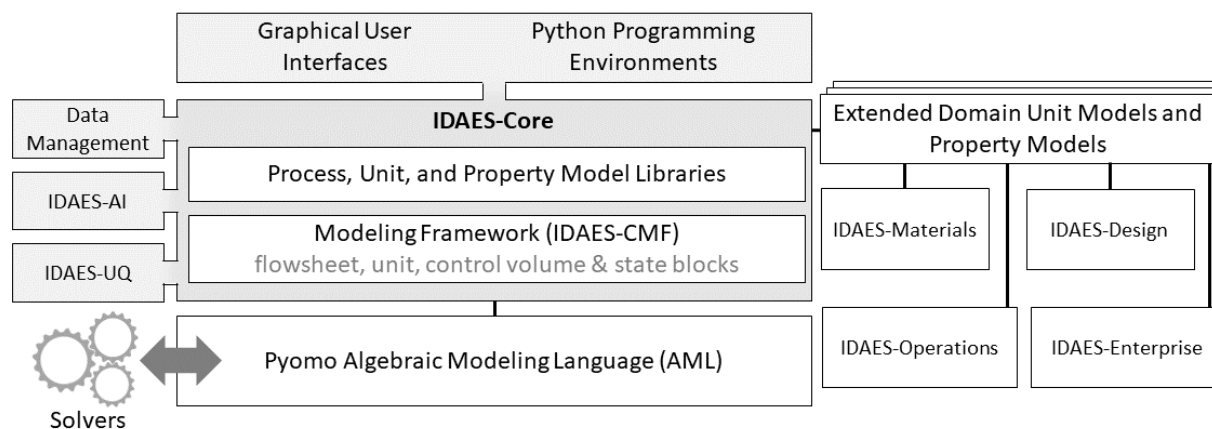 Graphical User
Interfaces
Python Programming
Environments
Data
Management
IDAES-AI
IDAES-UQ
IDAES-Core
Process, Unit, and Property Model Libraries
Modeling Framework (IDAES-CMF)
flowsheet, unit, control volume & state blocks
Pyomo Algebraic Modeling Language (AML)
Solvers
Extended Domain Unit Models and
Property Models
IDAES-Materials
IDAES-Design
IDAES-Operations
IDAES-Enterprise